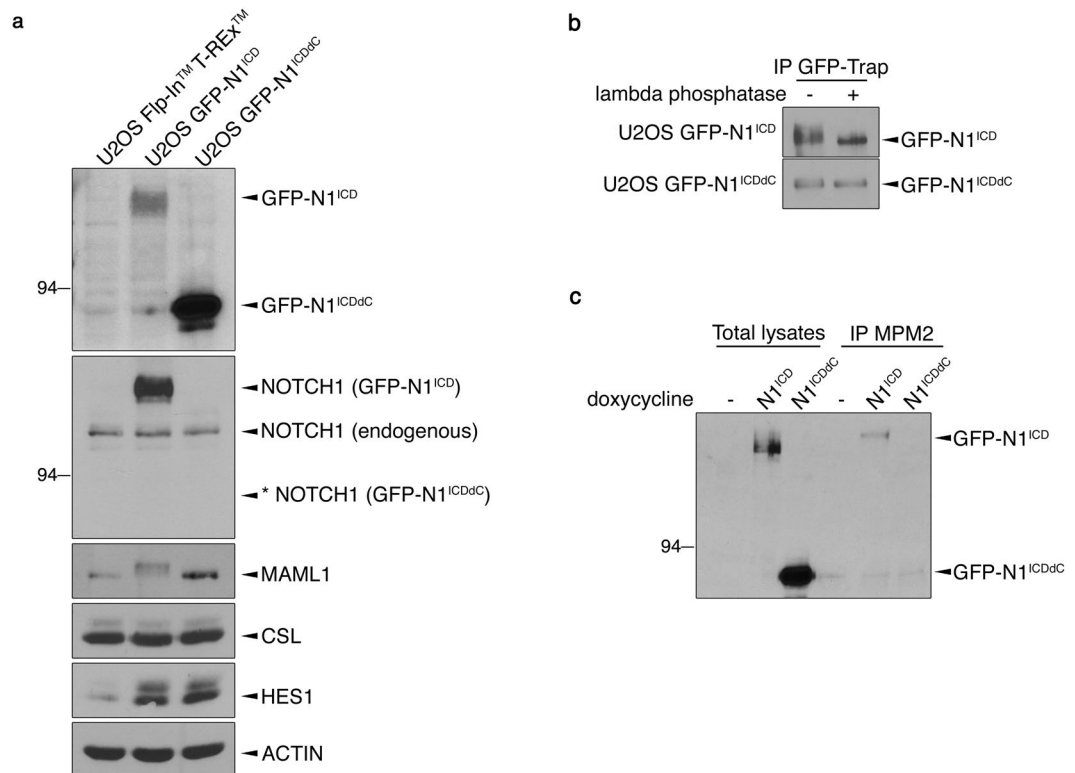 a
U2OS Flp-In™ T-REx™
U2OS GFP-N1ICD
U2OS GFP-N1ICDdC
GFP-N1ICD
94
GFP-N1ICDdC
NOTCH1 (GFP-N1ICD)
NOTCH1 (endogenous)
94
* NOTCH1 (GFP-N1ICDdC)
MAML1
CSL
HES1
ACTIN
b
IP GFP-Trap
lambda phosphatase - +
U2OS GFP-N1ICD GFP-N1ICD
U2OS GFP-N1ICDdC GFP-N1ICDdC
c
Total lysates IP MPM2
doxycycline - N1ICD N1ICDdC - N1ICD N1ICDdC
GFP-N1ICD
94
GFP-N1ICDdC